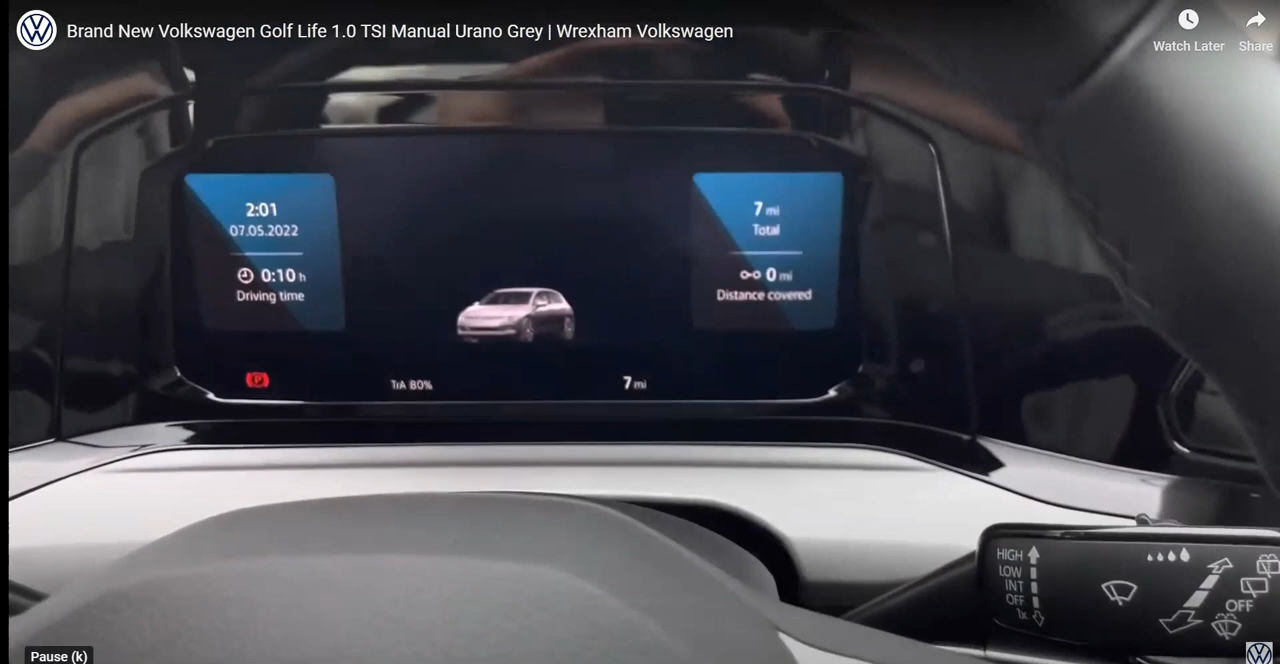 Brand New Volkswagen Golf Life 1.0 TSI Manual Urano Grey | Wrexham Volkswagen
Watch Later
Share
2:01
07.05.2022
0:10 h
Driving time
7 mi
Total
0 mi
Distance covered
P
TrA 80%
7 mi
HIGH
LOW
INT
OFF
1x
OFF
Pause (k)